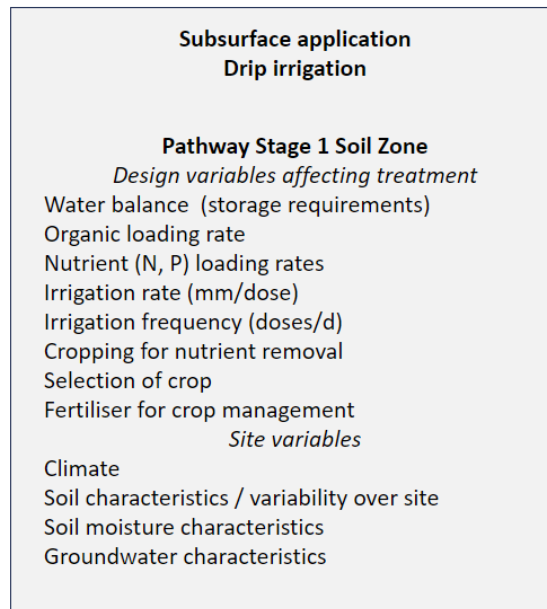 Subsurface application
Drip irrigation
Pathway Stage 1 Soil Zone
Design variables affecting treatment
Water balance (storage requirements)
Organic loading rate
Nutrient (N, P) loading rates
Irrigation rate (mm/dose)
Irrigation frequency (doses/d)
Cropping for nutrient removal
Selection of crop
Fertiliser for crop management
Site variables
Climate
Soil characteristics / variability over site
Soil moisture characteristics
Groundwater characteristics